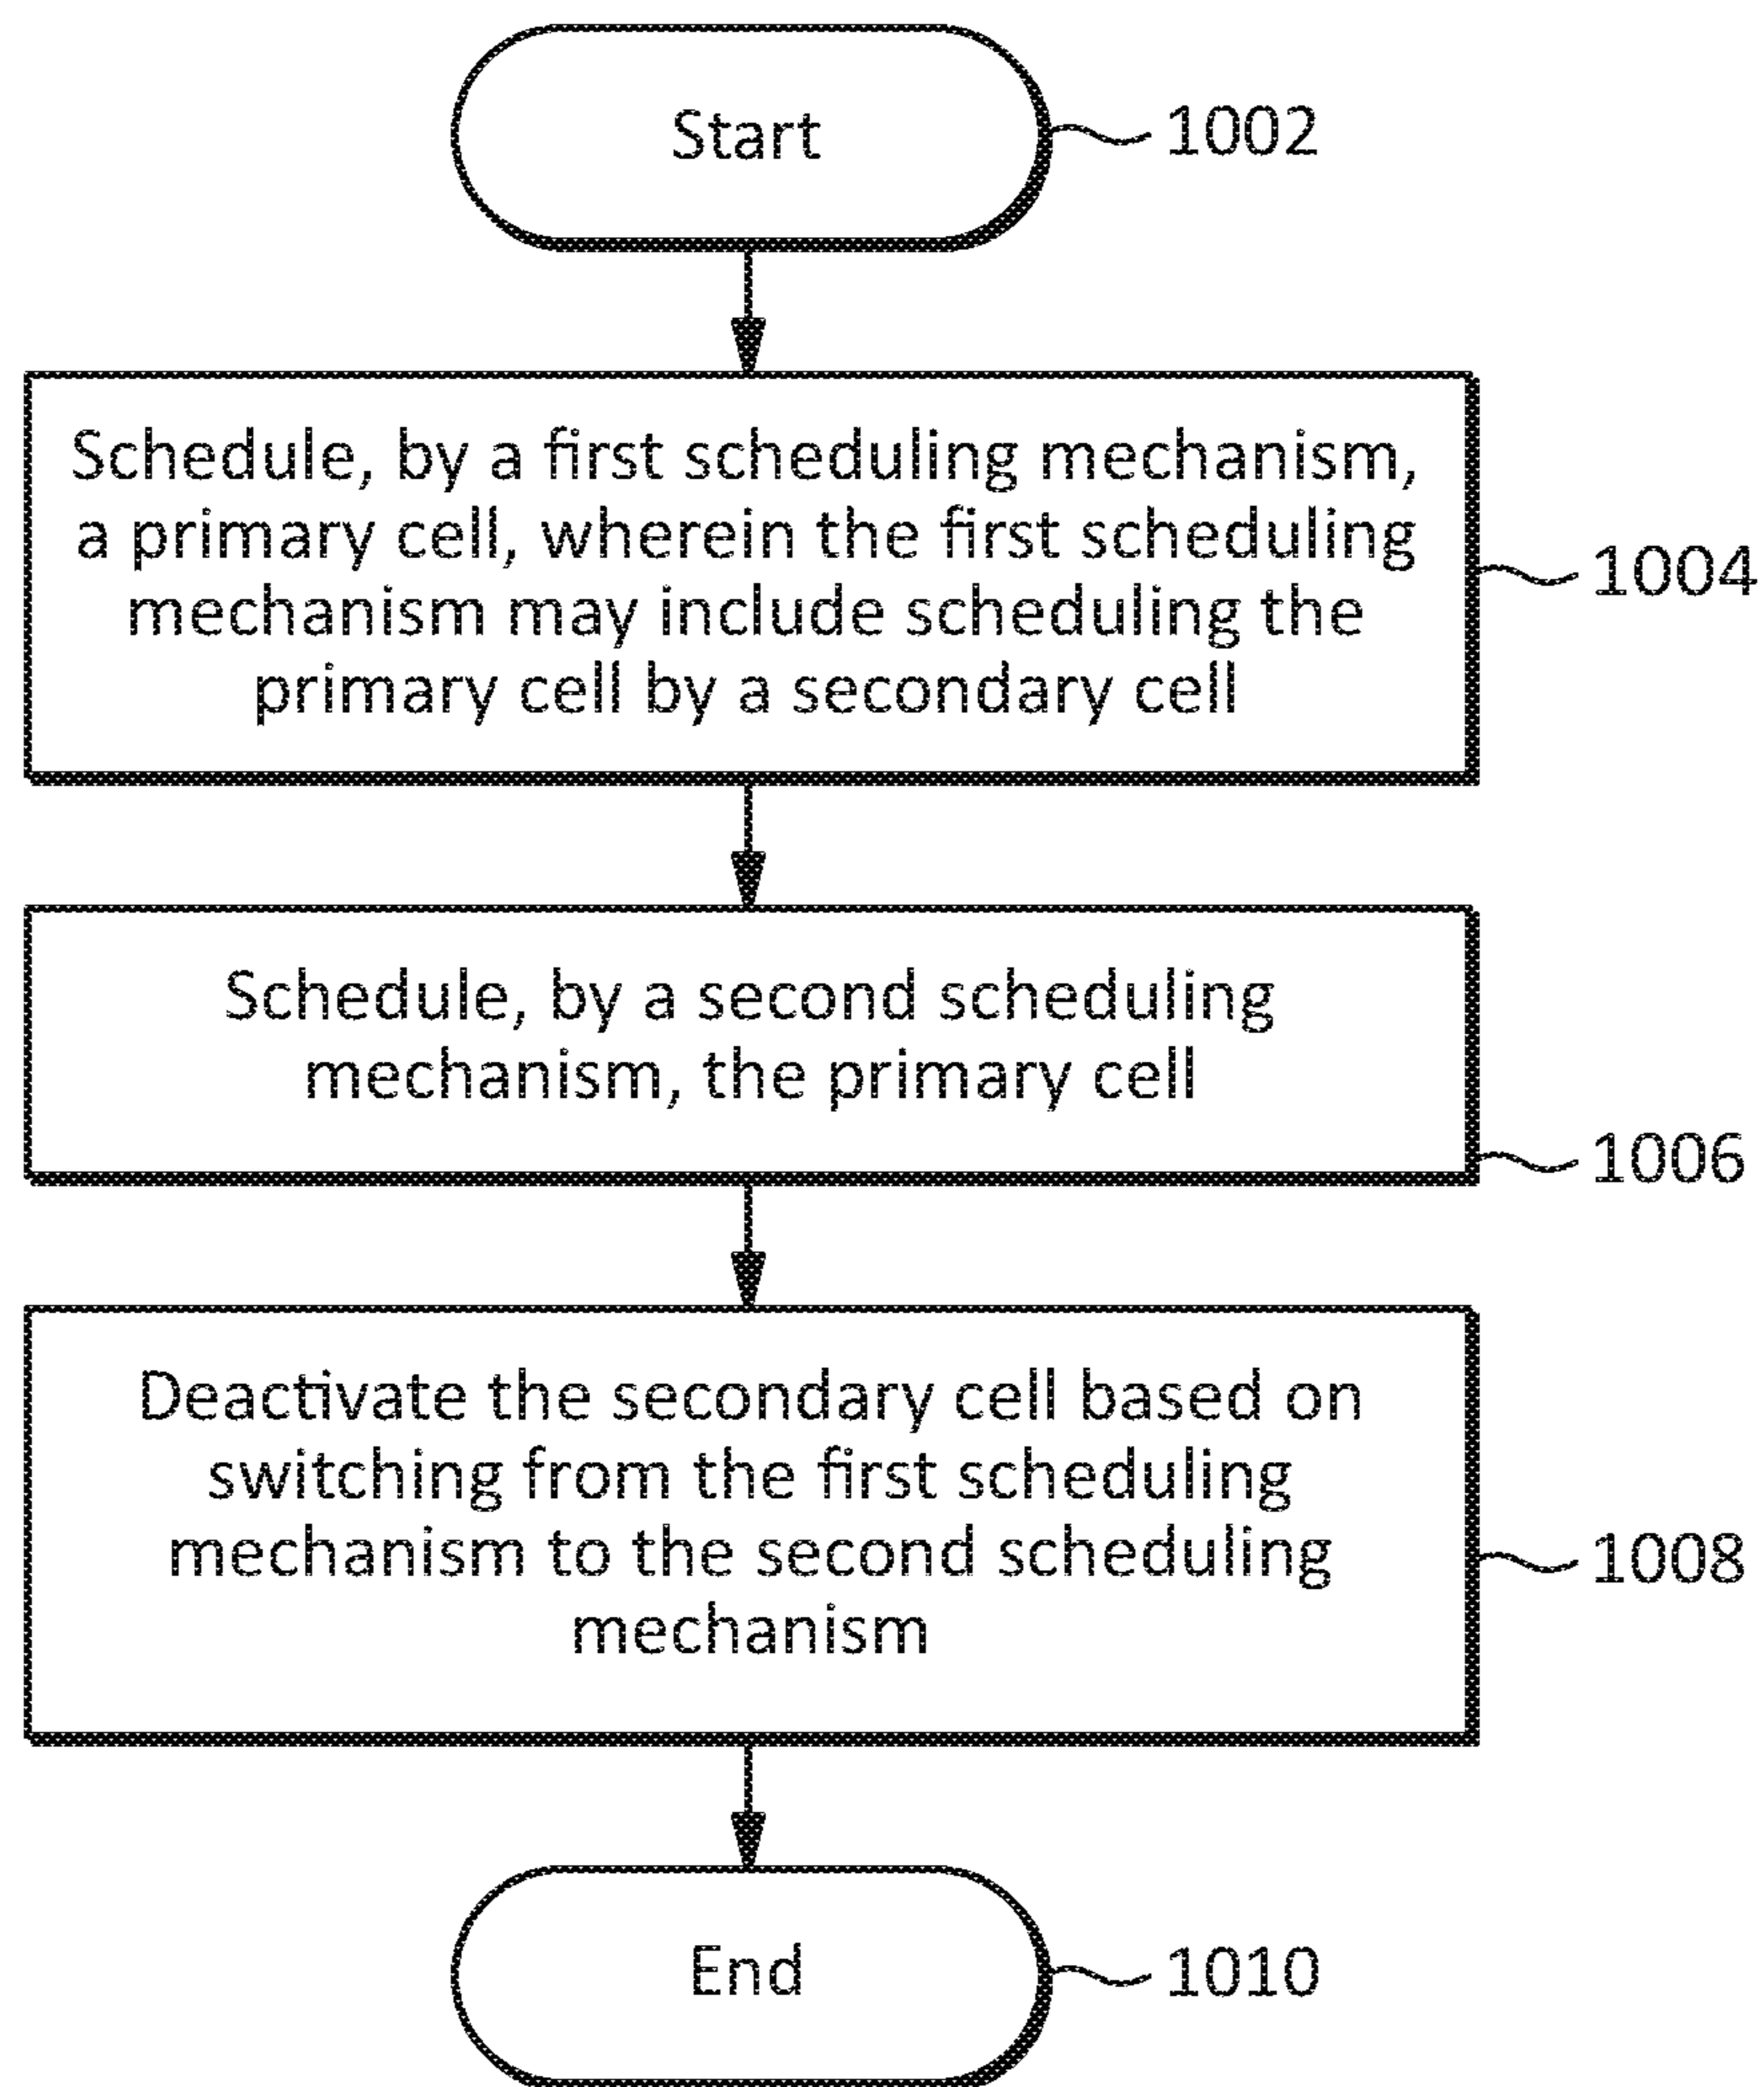 Start
1002
Schedule, by a first scheduling mechanism,
a primary cell, wherein the first scheduling
mechanism may include scheduling the
primary cell by a secondary cell
1004
Schedule, by a second scheduling
mechanism, the primary cell
1006
Deactivate the secondary cell based on
switching from the first scheduling
mechanism to the second scheduling
mechanism
1008
End
1010